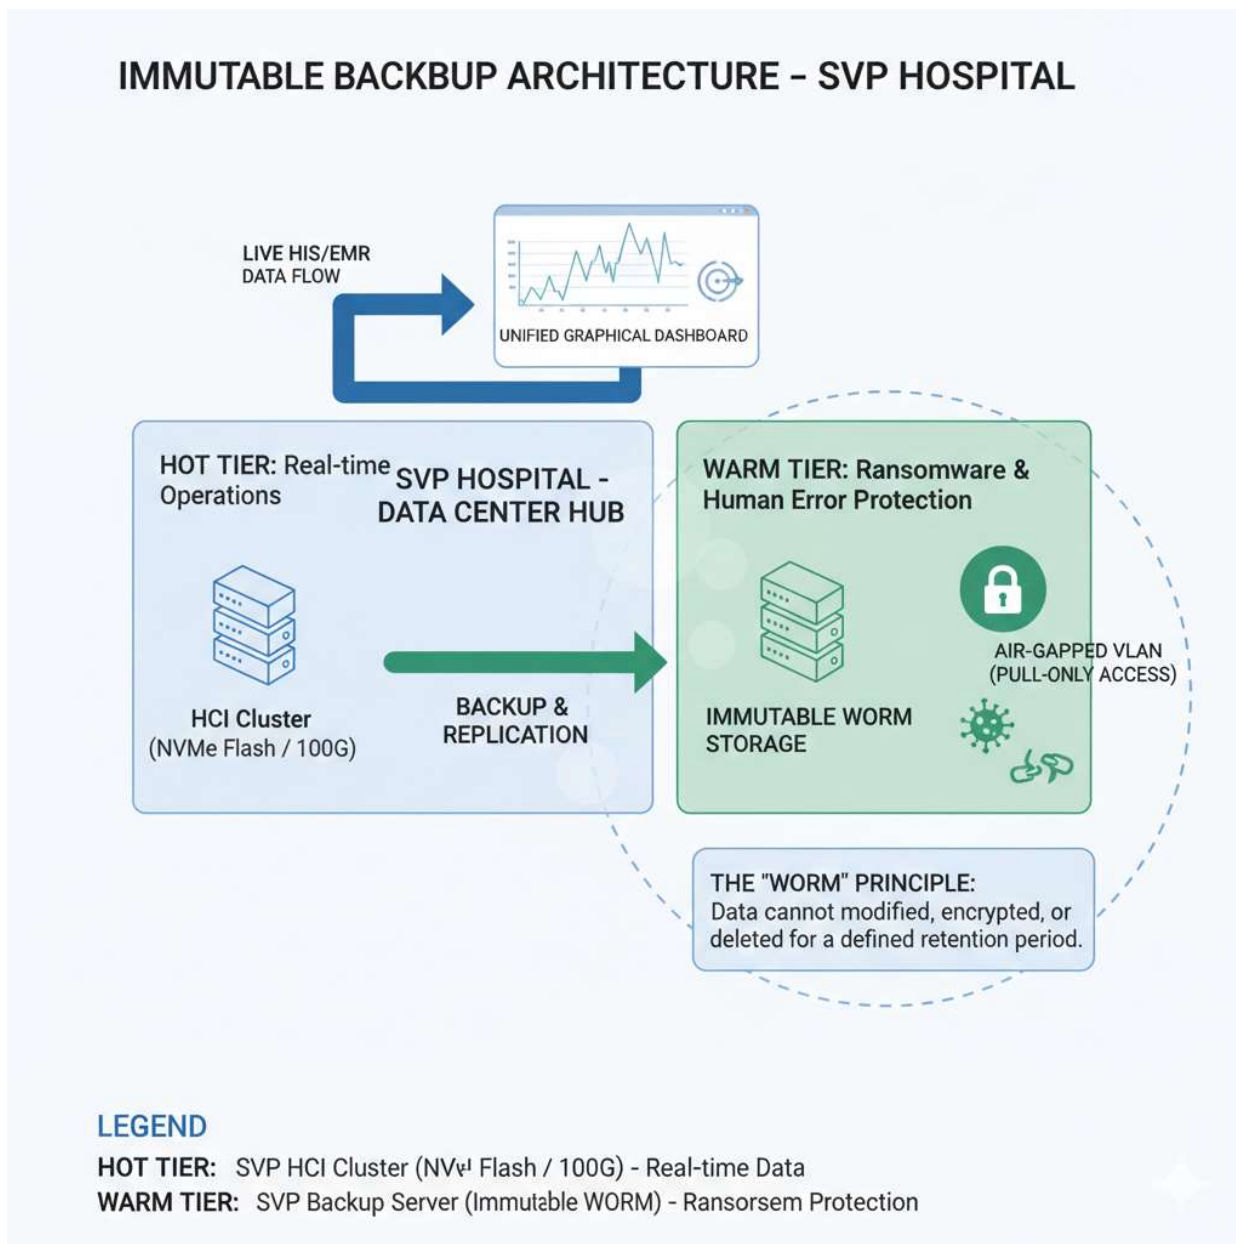 IMMUTABLE BACKBUP ARCHITECTURE – SVP HOSPITAL
LIVE HIS/EMR
DATA FLOW
UNIFIED GRAPHICAL DASHBOARD
HOT TIER: Real-time
Operations
SVP HOSPITAL -
DATA CENTER HUB
HCI Cluster
(NVMe Flash / 100G)
BACKUP &
REPLICATION
WARM TIER: Ransomware &
Human Error Protection
IMMUTABLE WORM
STORAGE
AIR-GAPPED VLAN
(PULL-ONLY ACCESS)
THE "WORM" PRINCIPLE:
Data cannot modified, encrypted, or
deleted for a defined retention period.
LEGEND
HOT TIER: SVP HCI Cluster ( Flash / 100G) - Real-time Data
WARM TIER: SVP Backup Server (Immutable WORM) - Ransorsem Protection